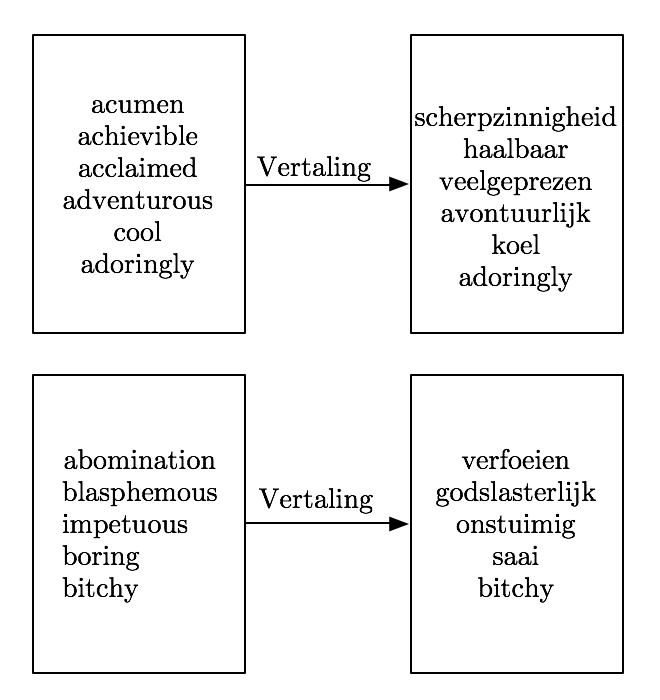 acumen
achievible
acclaimed
adventurous
cool
adoringly
Vertaling
scherpzinnigheid
haalbaar
veelgeprezen
avontuurlijk
koel
adoringly
abomination
blasphemous
impetuous
boring
bitchy
Vertaling
verfoeien
godslasterlijk
onstuimig
saai
bitchy